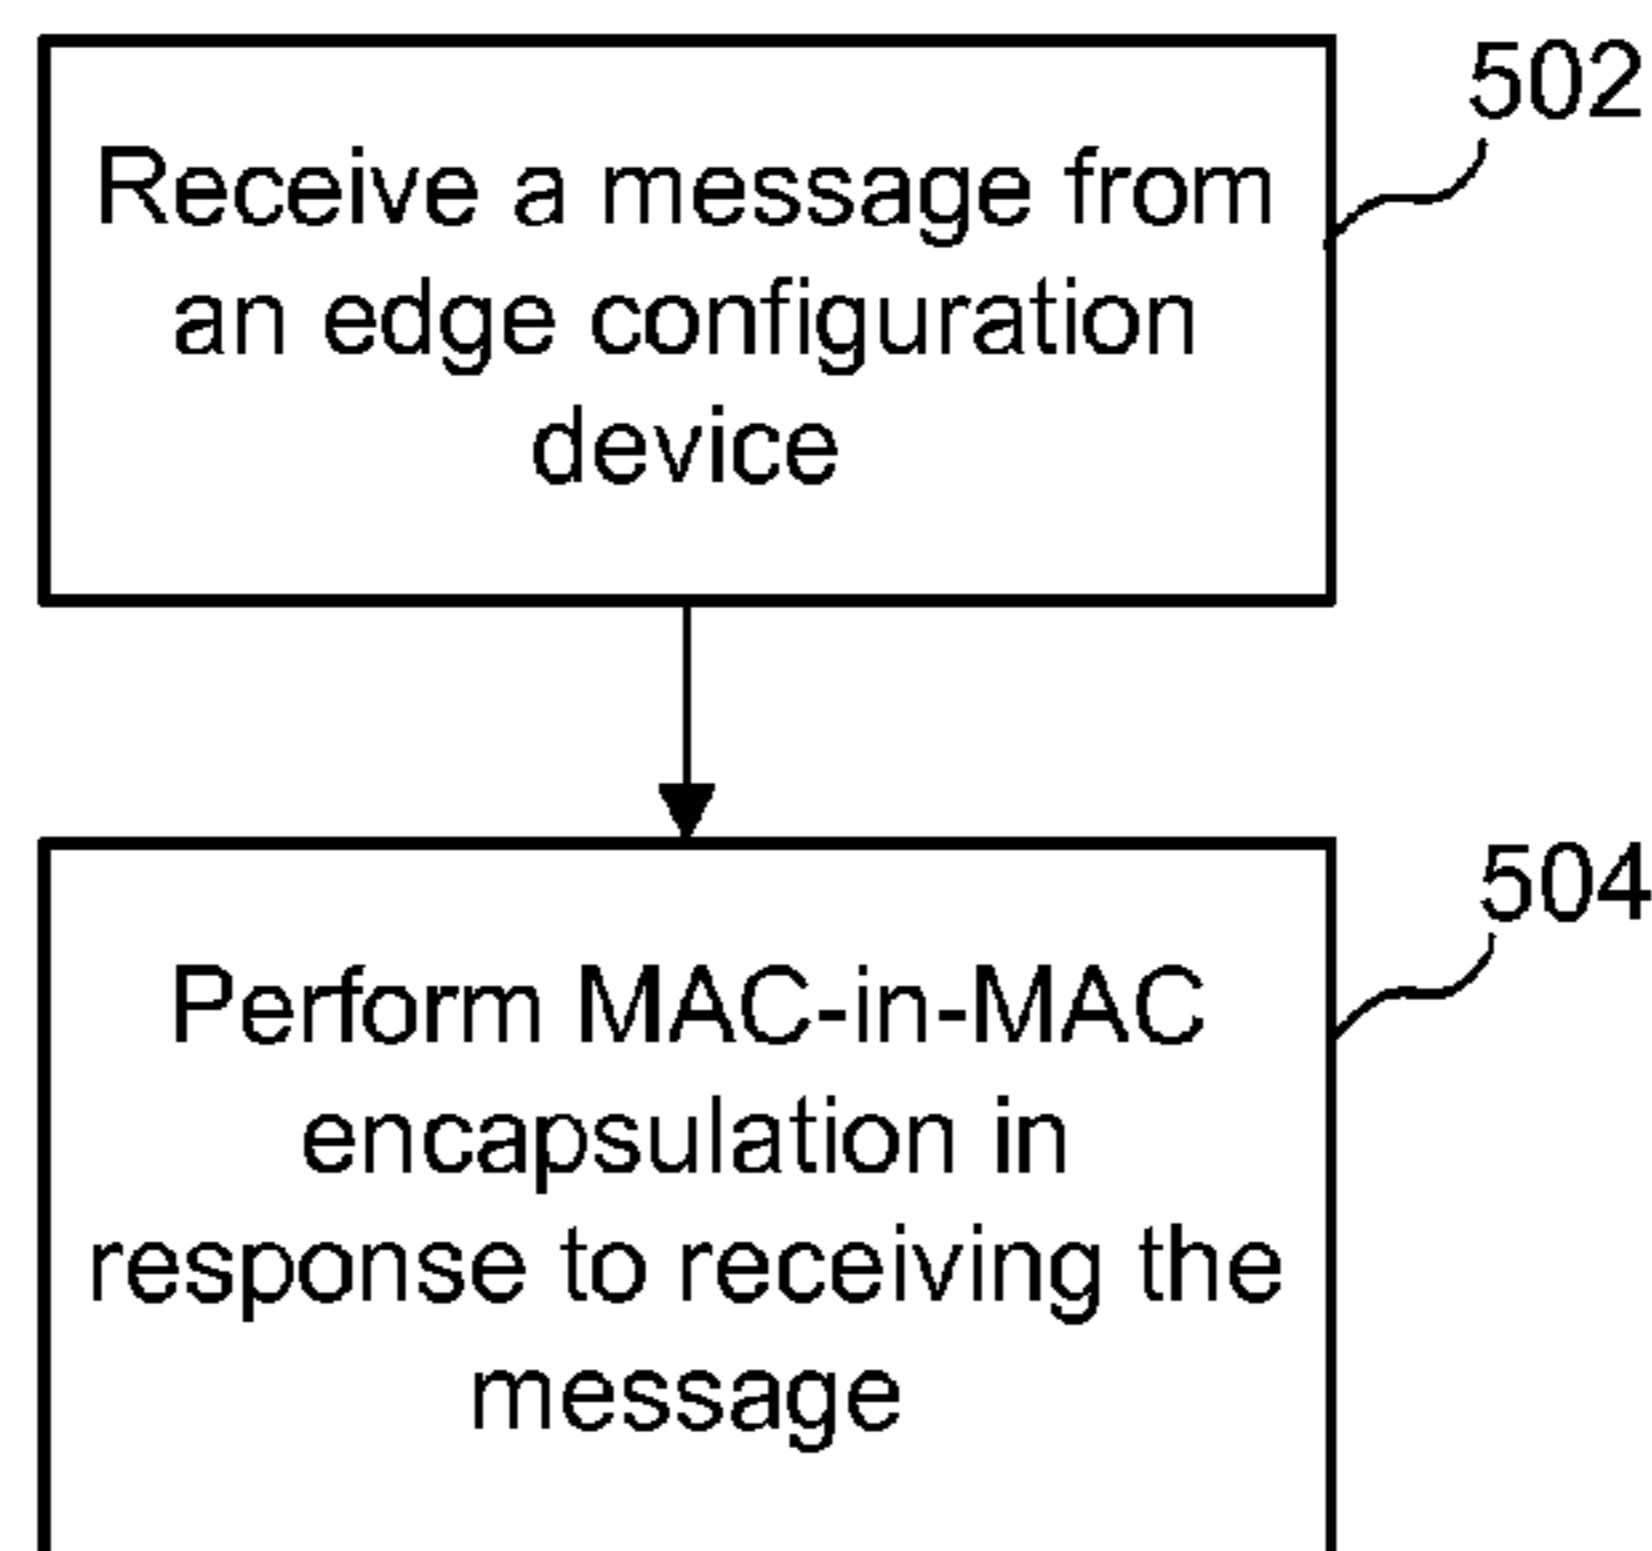 502
Receive a message from
an edge configuration
device
504
Perform MAC-in-MAC
encapsulation in
response to receiving the
message